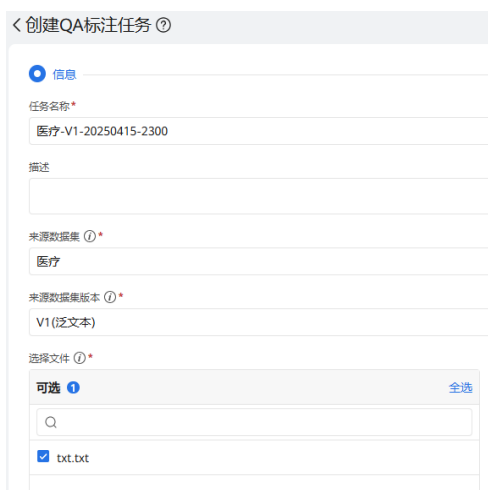 创建QA标注任务
信息
任务名称*
医疗-V1-20250415-2300
描述
来源数据集 *
医疗
来源数据集版本 *
V1(泛文本)
选择文件 *
可选 1 全选
txt.txt